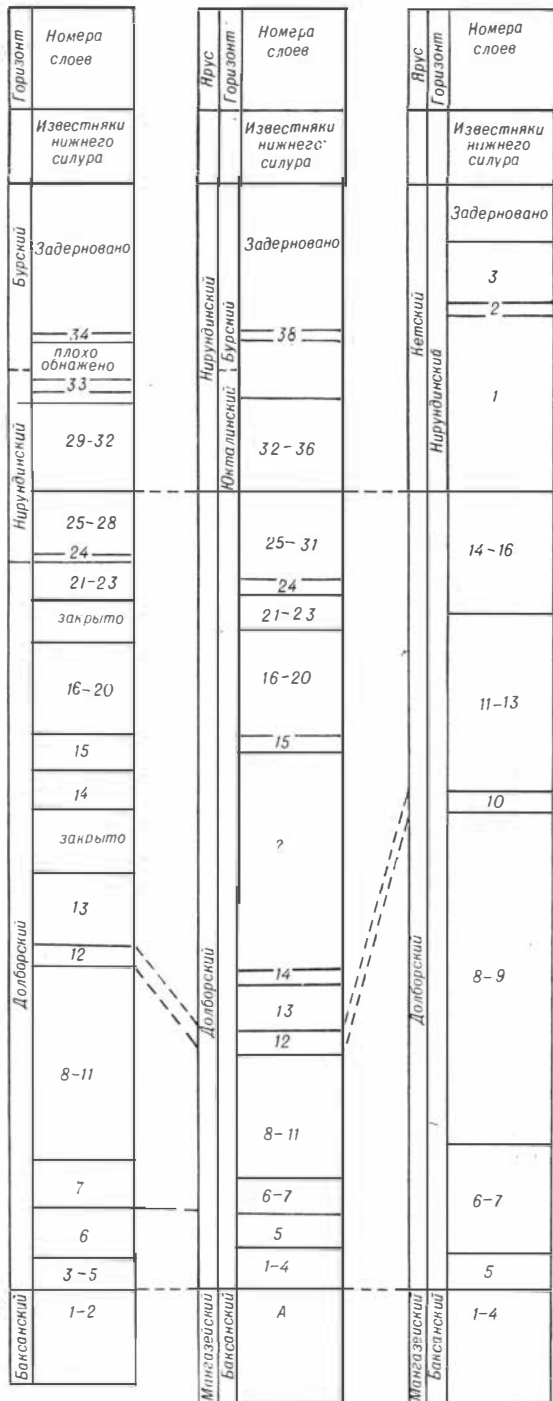 Горизонт
Номера
слоев
Известняки
нижнего
силура
Бурский
Задерновано
34
плохо
обнажено
33
Нирундинский
29-32
25-28
24
Долборский
21-23
закрыто
16-20
15
14
закрыто
13
12
8-11
7
6
3-5
Баксанский
1-2
Ярус
Горизонт
Номера
слоев
Известняки
нижнего
силура
Нирундинский
Бурский
Задерновано
38
Юкталинский
32-36
Долборский
25-31
24
21-23
16-20
15
?
14
13
12
8-11
6-7
5
1-4
Мангазейский
Баксанский
А
Ярус
Горизонт
Номера
слоев
Известняки
нижнего
силура
Кетский
Нирундинский
Задерновано
3
2
1
Долборский
14-16
11-13
10
8-9
6-7
5
Мангазейский
Баксанский
1-4